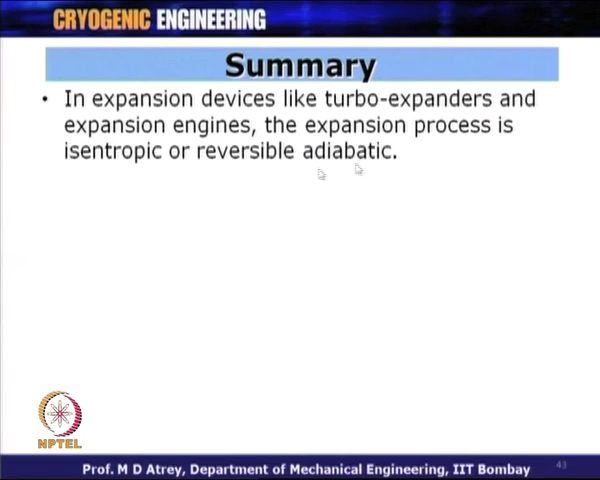 CRYOGENIC ENGINEERING
Summary
• In expansion devices like turbo-expanders and
expansion engines, the expansion process is
isentropic or reversible adiabatic.
NPTEL
Prof. M D Atrey, Department of Mechanical Engineering, IIT Bombay
43